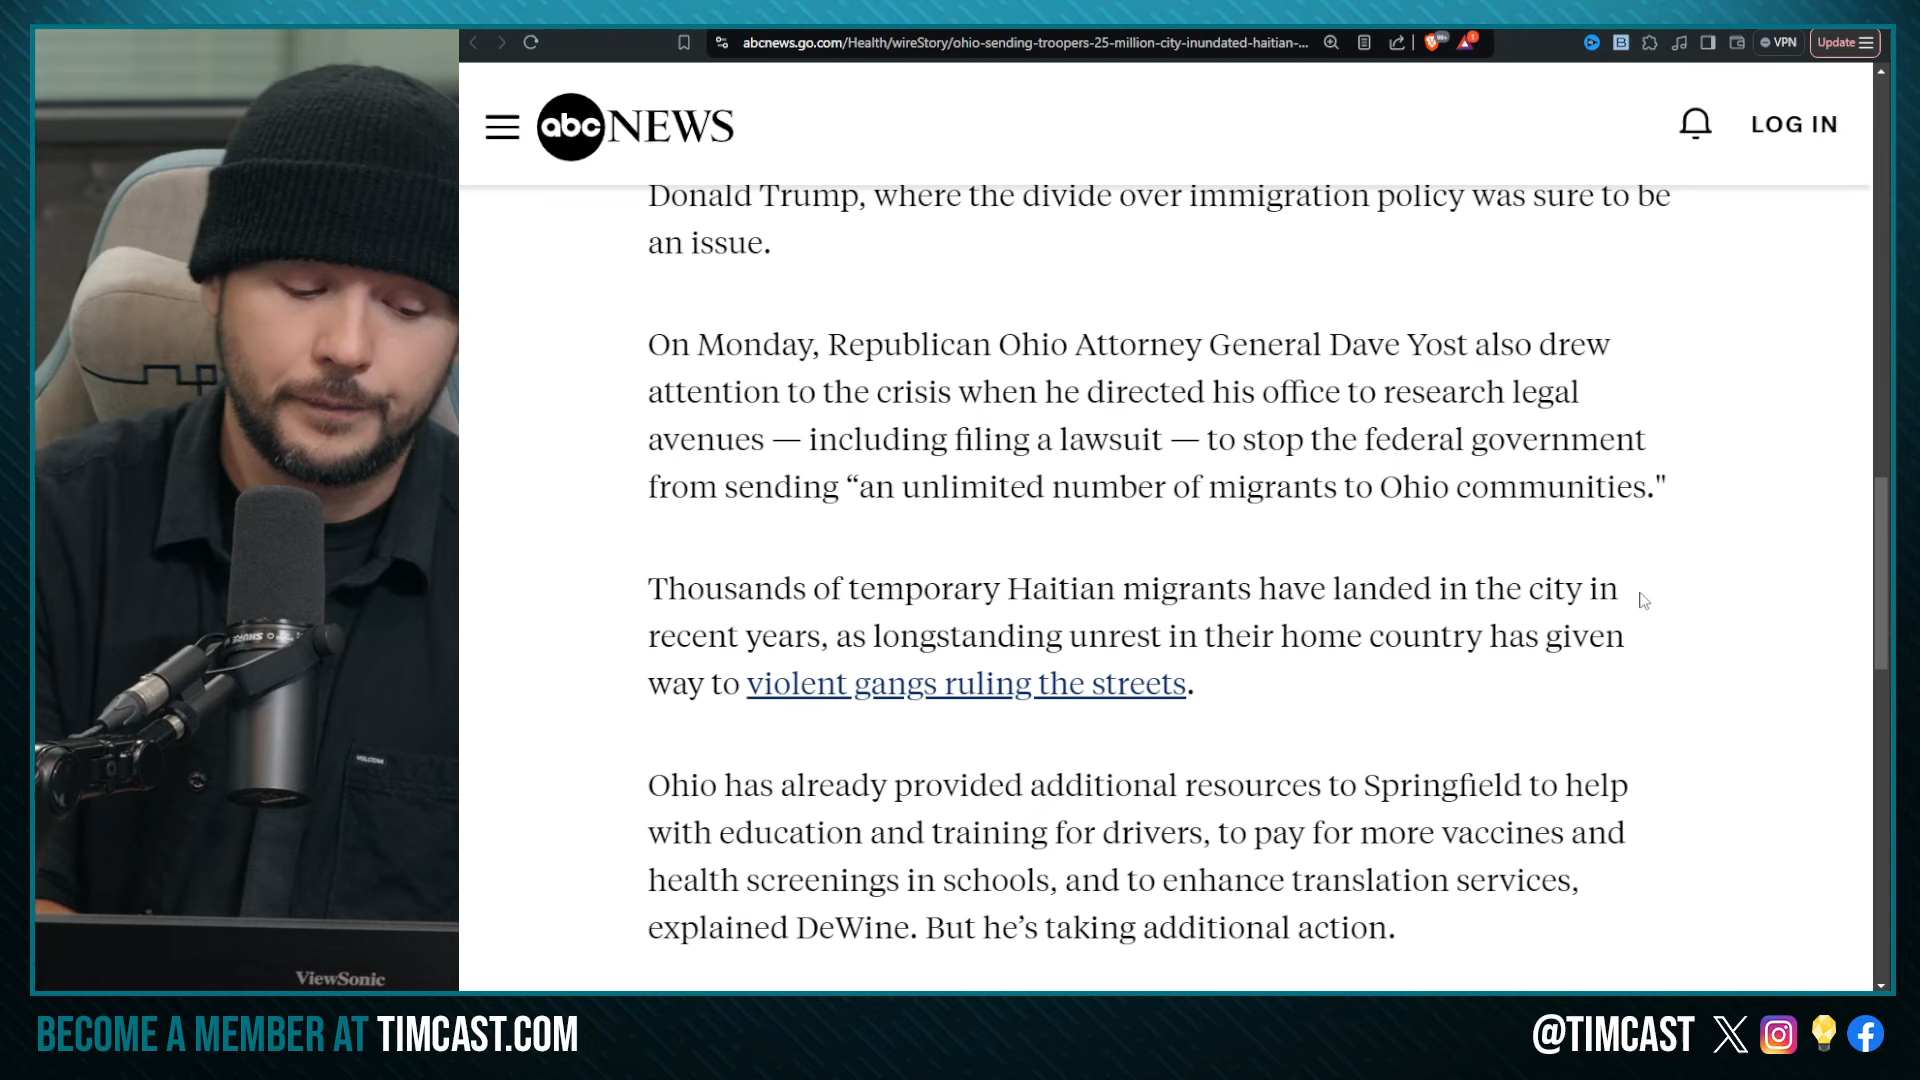 abcnews.go.com/Health/wireStory/ohio-sending-troopers-25-million-city-inundated-haitian-...
VPN
Update
abc NEWS
LOG IN
Donald Trump, where the divide over immigration policy was sure to be
an issue.
On Monday, Republican Ohio Attorney General Dave Yost also drew
attention to the crisis when he directed his office to research legal
avenues — including filing a lawsuit — to stop the federal government
from sending “an unlimited number of migrants to Ohio communities."
Thousands of temporary Haitian migrants have landed in the city in
recent years, as longstanding unrest in their home country has given
way to violent gangs ruling the streets.
Ohio has already provided additional resources to Springfield to help
with education and training for drivers, to pay for more vaccines and
health screenings in schools, and to enhance translation services,
explained DeWine. But he’s taking additional action.
SHURE
VOLCOM
ViewSonic
BECOME A MEMBER AT TIMCAST.COM
@TIMCAST